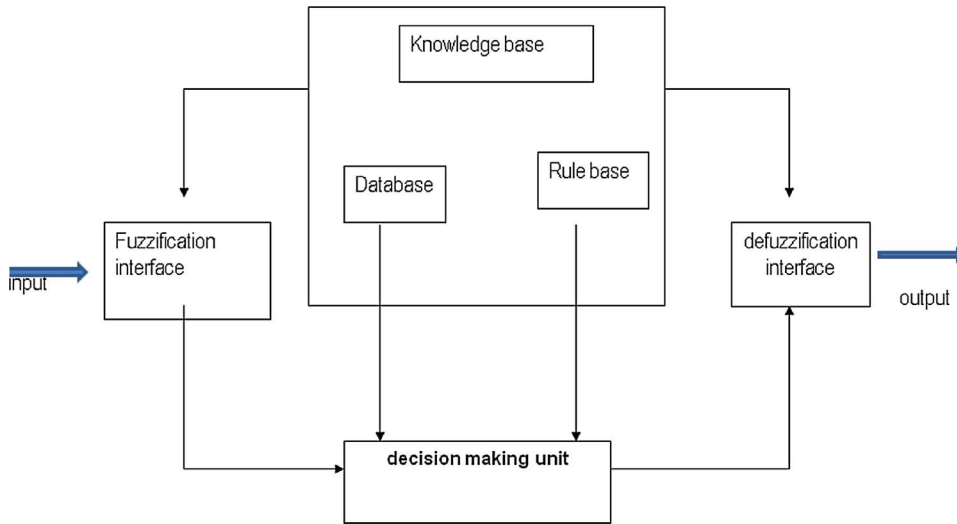 Knowledge base
Database
Rule base
Fuzzification
interface
defuzzification
interface
input
output
decision making unit